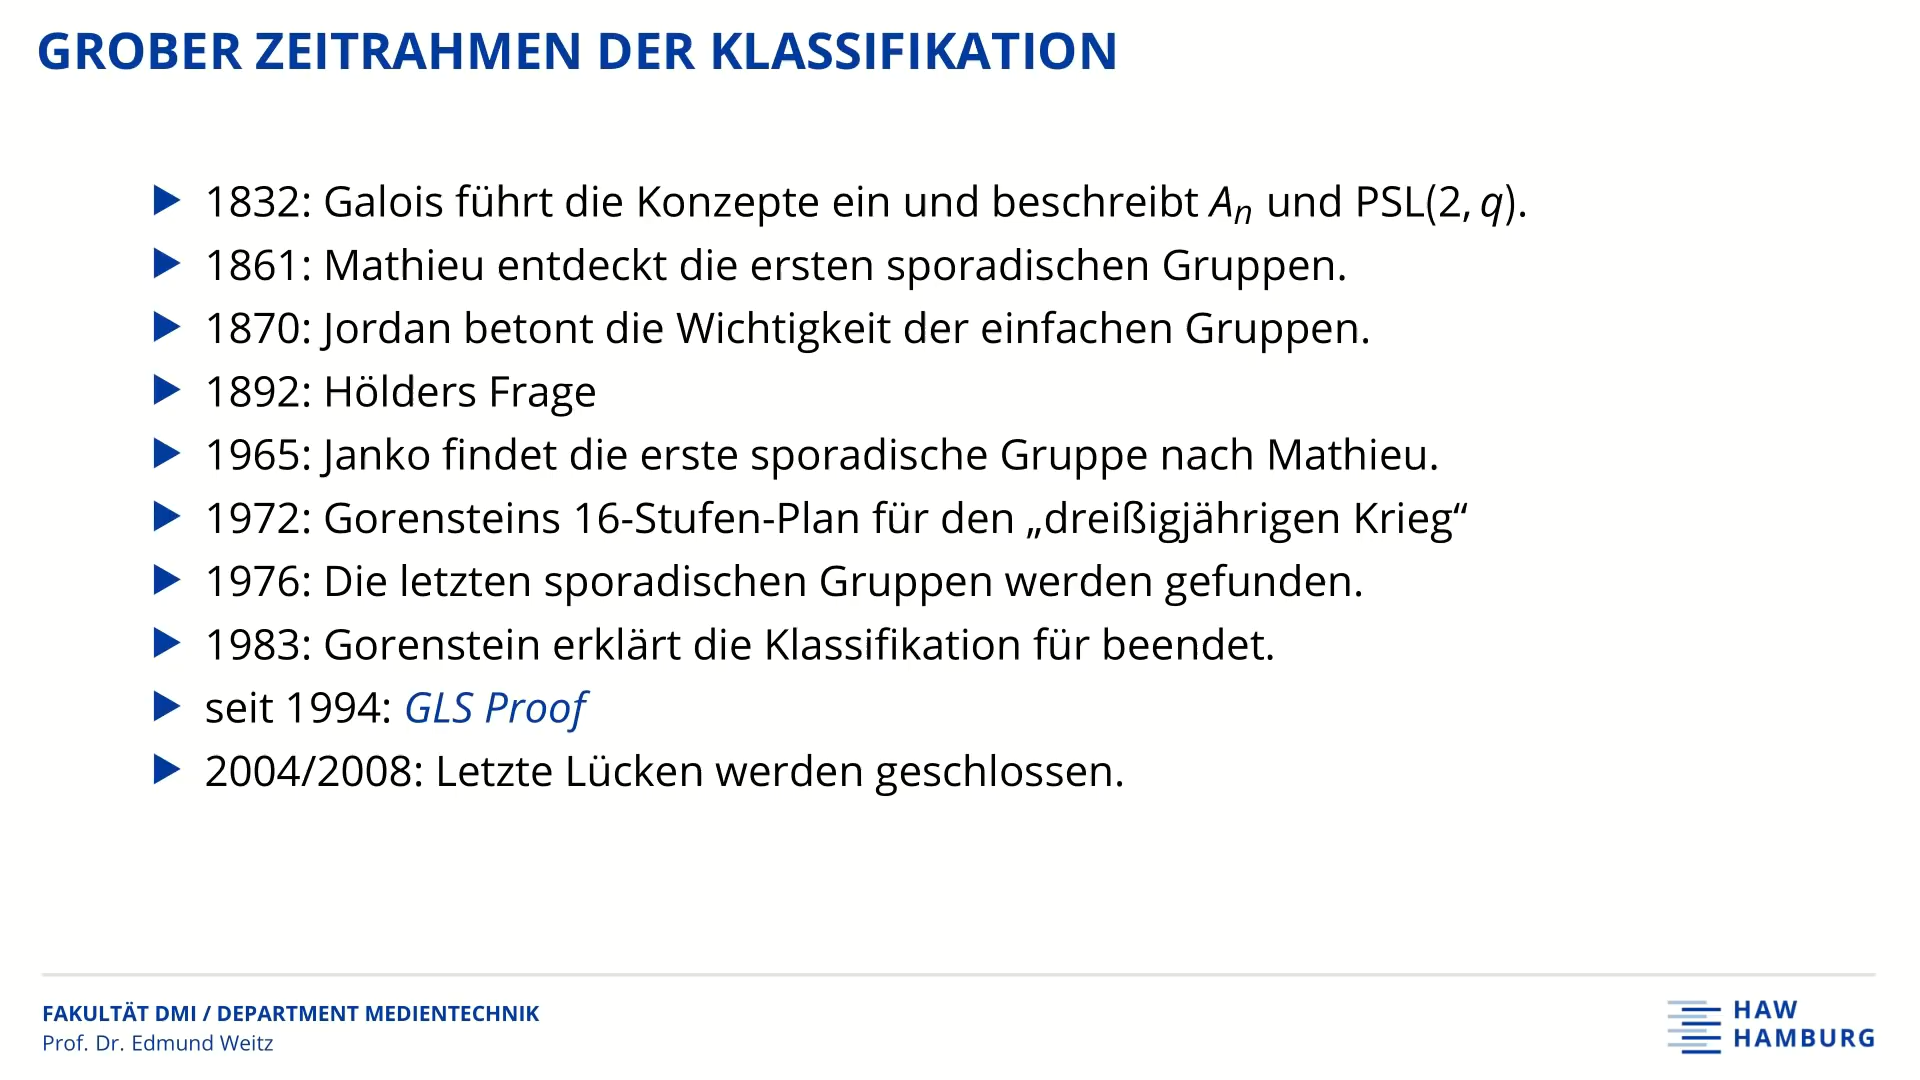 GROBER ZEITRAHMEN DER KLASSIFIKATION
▶ 1832: Galois führt die Konzepte ein und beschreibt Aₙ und PSL(2, q).
▶ 1861: Mathieu entdeckt die ersten sporadischen Gruppen.
▶ 1870: Jordan betont die Wichtigkeit der einfachen Gruppen.
▶ 1892: Hölders Frage
▶ 1965: Janko findet die erste sporadische Gruppe nach Mathieu.
▶ 1972: Gorensteins 16-Stufen-Plan für den „dreißigjährigen Krieg“
▶ 1976: Die letzten sporadischen Gruppen werden gefunden.
▶ 1983: Gorenstein erklärt die Klassifikation für beendet.
▶ seit 1994: GLS Proof
▶ 2004/2008: Letzte Lücken werden geschlossen.
FAKULTÄT DMI / DEPARTMENT MEDIENTECHNIK
Prof. Dr. Edmund Weitz
HAW
HAMBURG